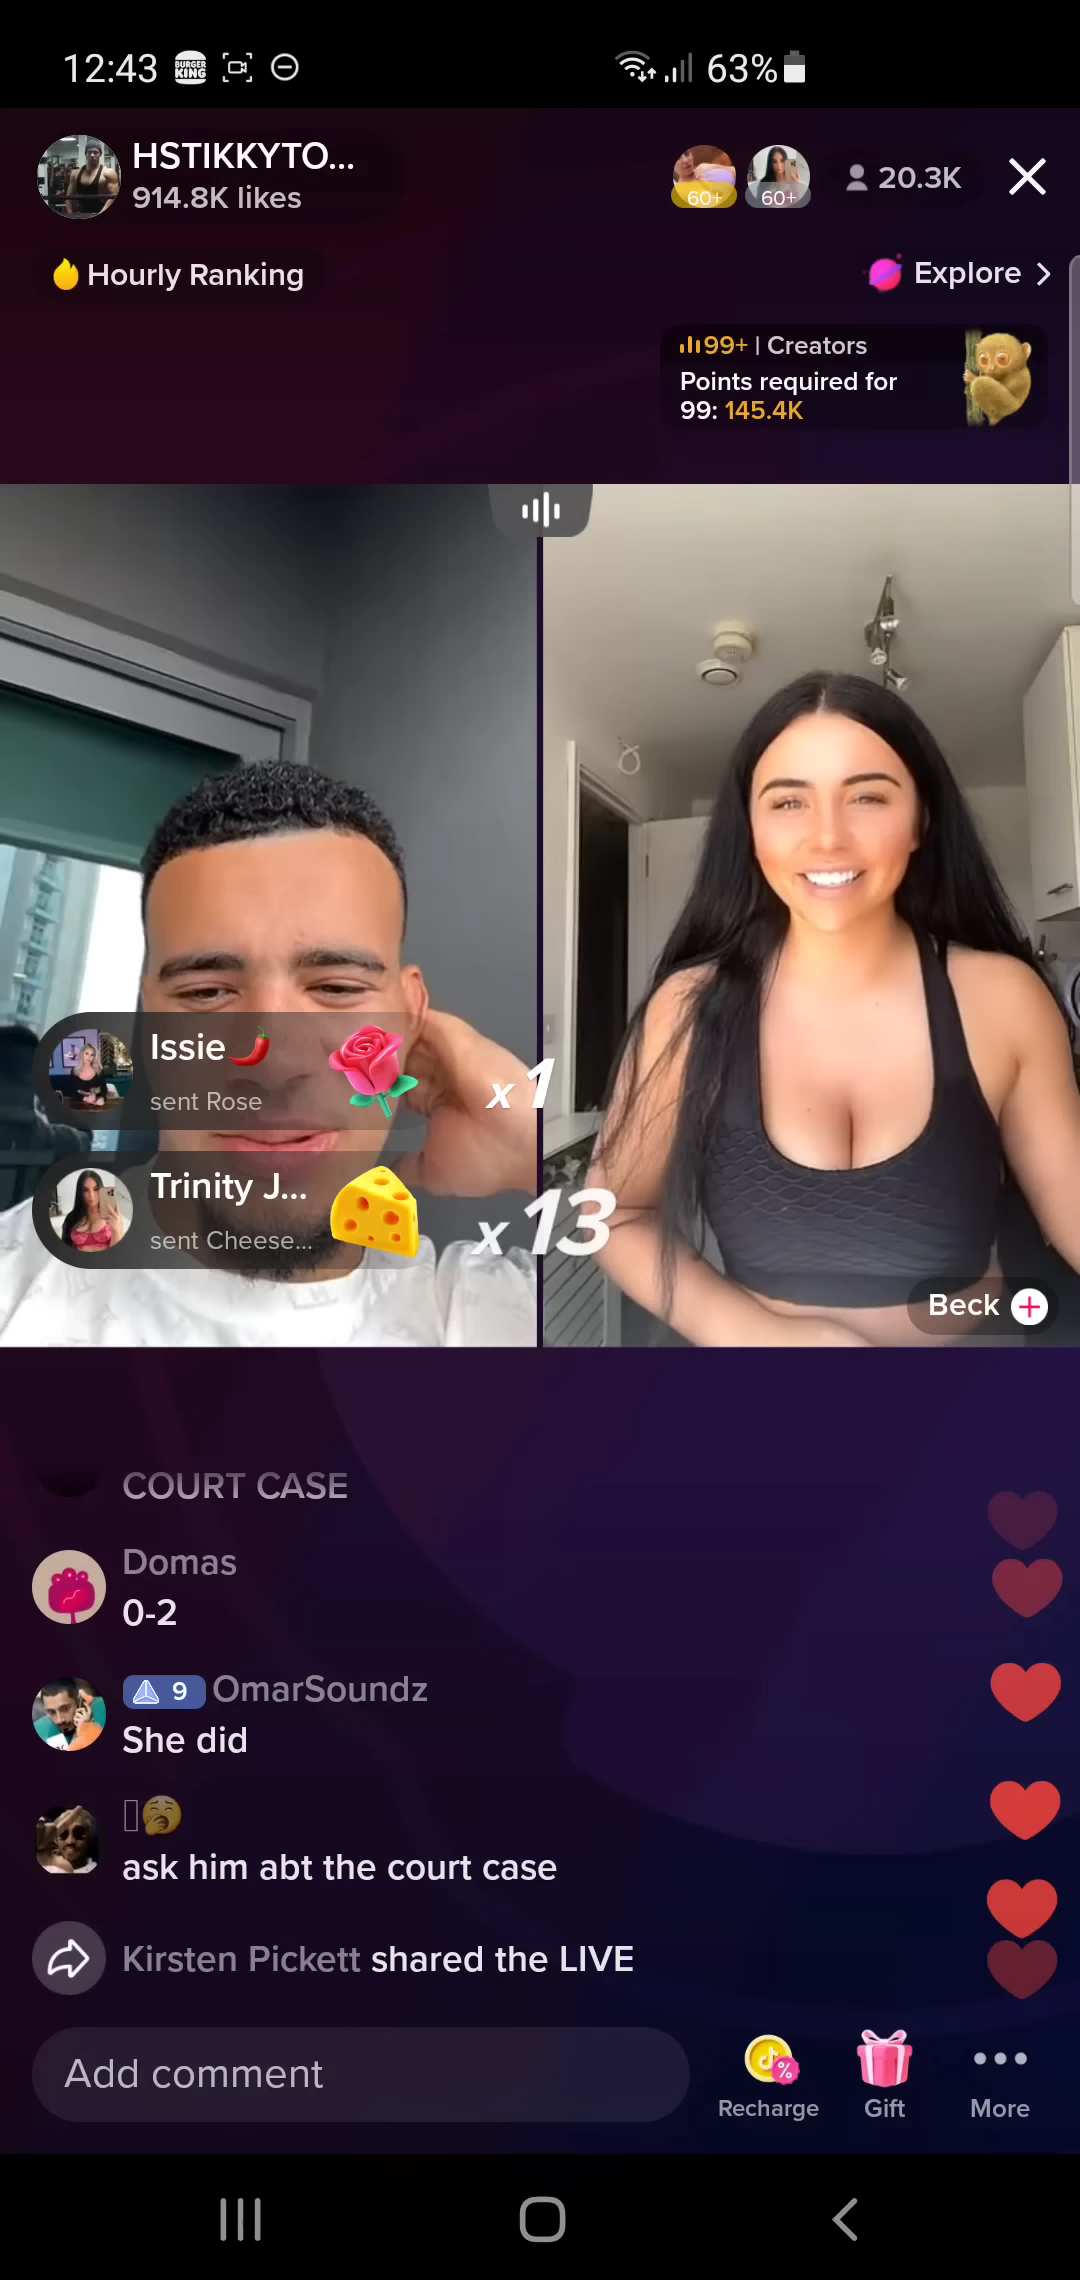 12:43
BURGER
KING
63%
HSTIKKYTO...
914.8K likes
60+
60+
20.3K
Hourly Ranking
Explore
99+ | Creators
Points required for
99: 145.4K
Issie
sent Rose
x1
Trinity J...
sent Cheese...
x13
Beck
COURT CASE
Domas
0-2
9 OmarSoundz
She did
ask him abt the court case
Kirsten Pickett shared the LIVE
Add comment
%
Recharge
Gift
More